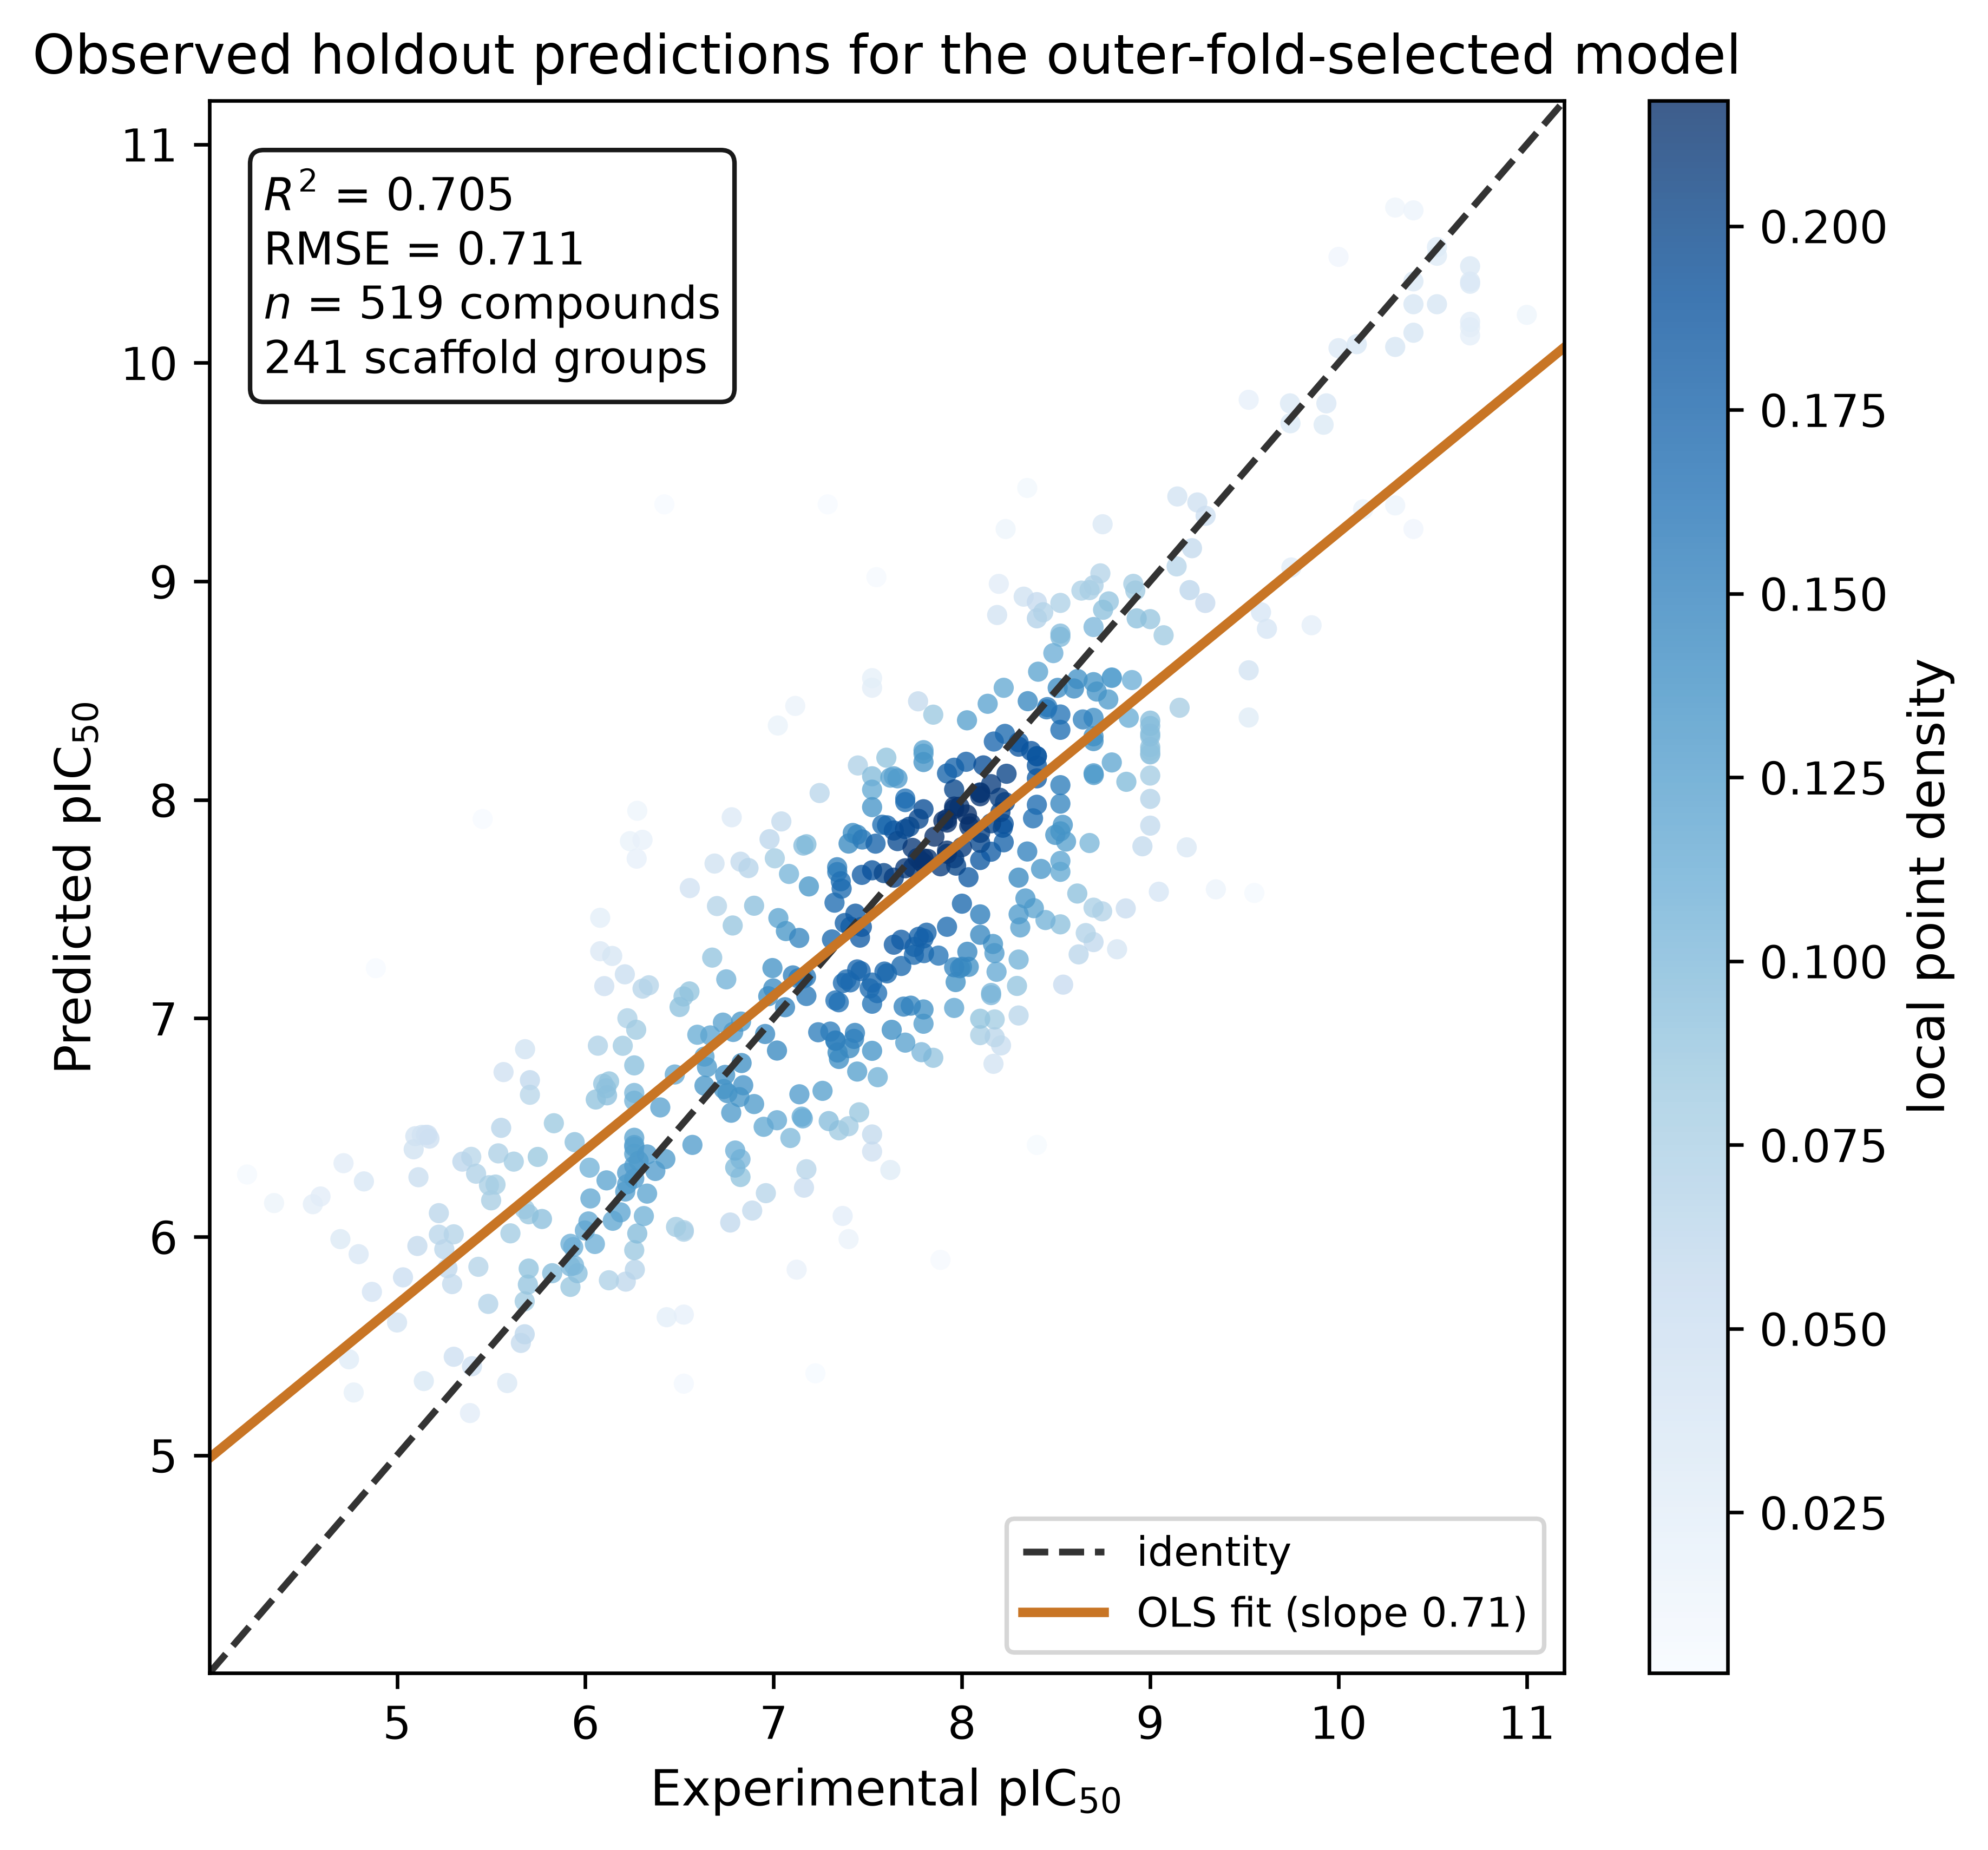 Observed holdout predictions for the outer-fold-selected model
R² = 0.705
RMSE = 0.711
n = 519 compounds
241 scaffold groups
11
10
9
8
7
6
5
Predicted pIC₅₀
5 6 7 8 9 10 11
Experimental pIC₅₀
identity
OLS fit (slope 0.71)
0.200
0.175
0.150
0.125
0.100
0.075
0.050
0.025
local point density